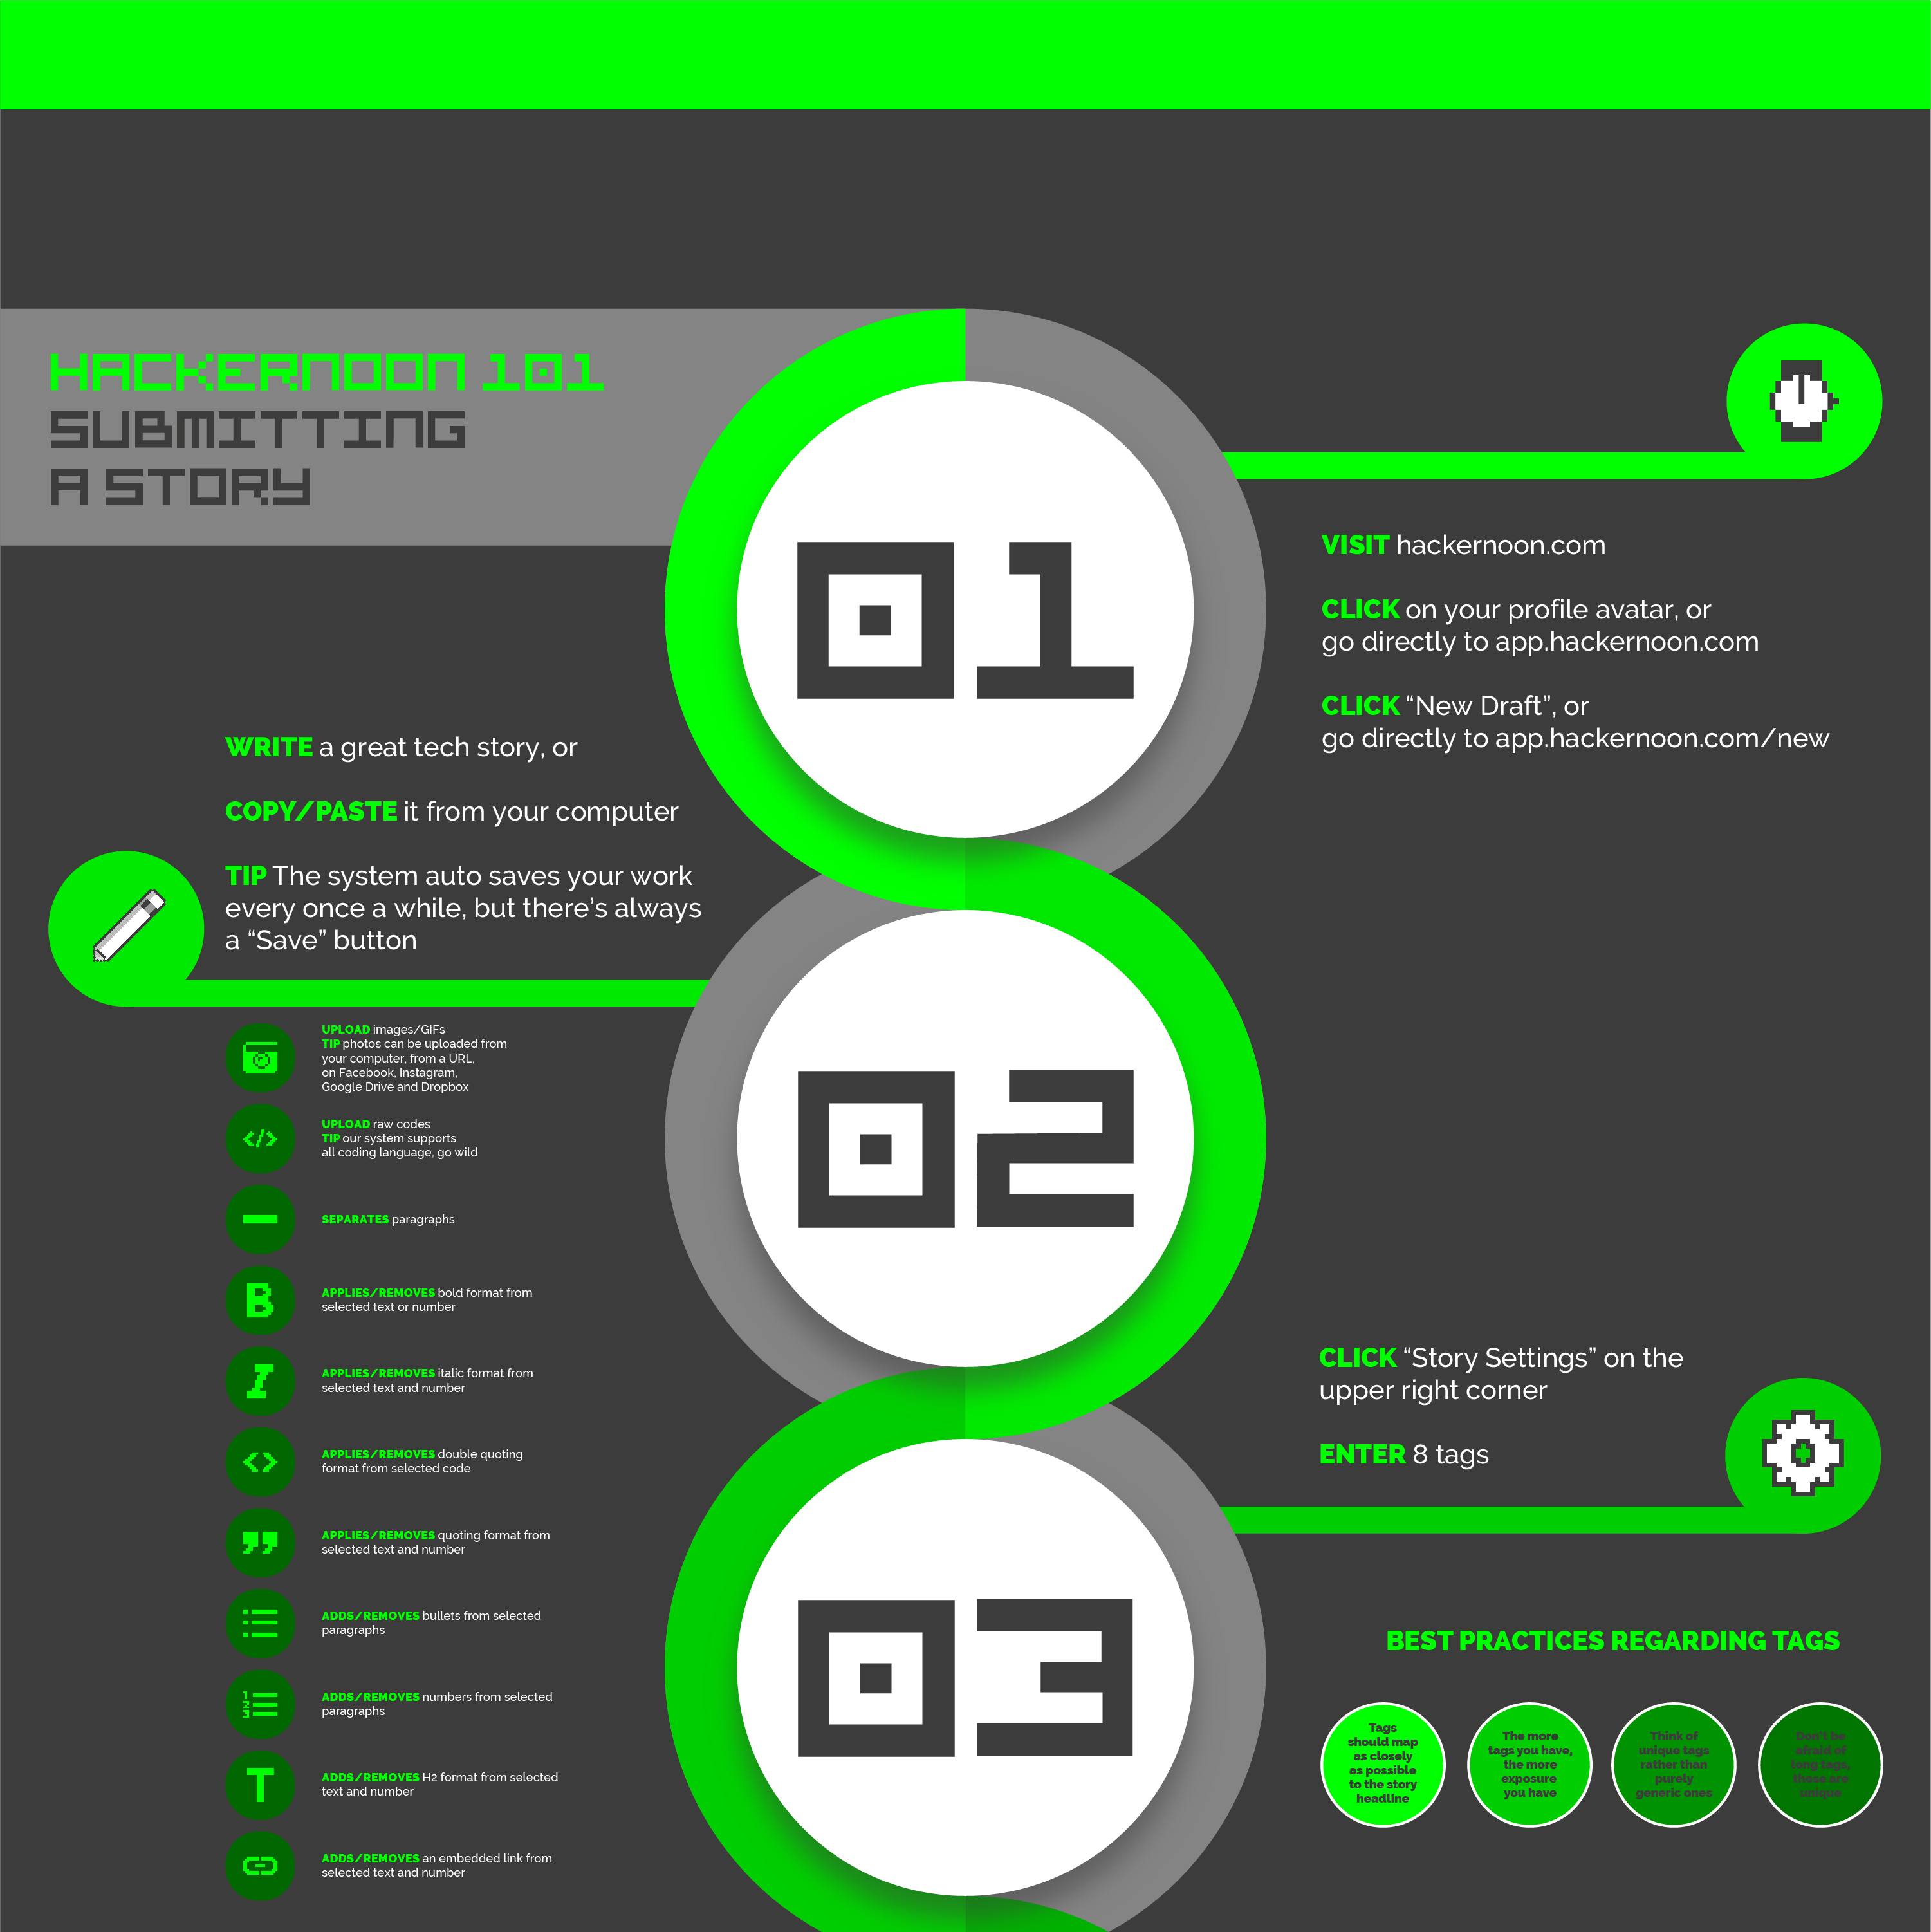 HACKERNOON 101
SUBMITTING
A STORY
01
VISIT hackernoon.com
CLICK on your profile avatar, or
go directly to app.hackernoon.com
CLICK “New Draft”, or
go directly to app.hackernoon.com/new
WRITE a great tech story, or
COPY/PASTE it from your computer
TIP The system auto saves your work
every once a while, but there’s always
a “Save” button
02
UPLOAD images/GIFs
TIP photos can be uploaded from
your computer, from a URL,
on Facebook, Instagram,
Google Drive and Dropbox
</>
UPLOAD raw codes
TIP our system supports
all coding language, go wild
SEPARATES paragraphs
B
APPLIES/REMOVES bold format from
selected text or number
I
APPLIES/REMOVES italic format from
selected text and number
<>
APPLIES/REMOVES double quoting
format from selected code
”
APPLIES/REMOVES quoting format from
selected text and number
ADDS/REMOVES bullets from selected
paragraphs
1
2
3
ADDS/REMOVES numbers from selected
paragraphs
T
ADDS/REMOVES H2 format from selected
text and number
ADDS/REMOVES an embedded link from
selected text and number
CLICK “Story Settings” on the
upper right corner
ENTER 8 tags
03
BEST PRACTICES REGARDING TAGS
Tags
should map
as closely
as possible
to the story
headline
The more
tags you have,
the more
exposure
you have
Think of
unique tags
rather than
purely
generic ones
Don’t be
afraid of
long tags,
those are
unique